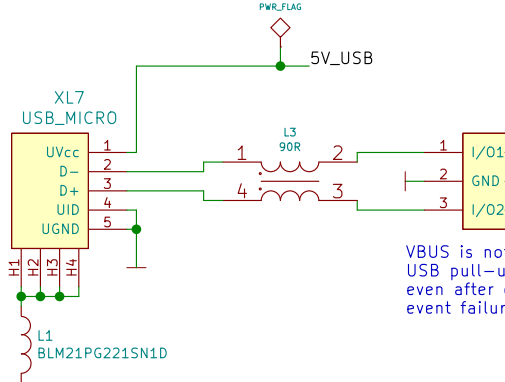 PWR_FLAG
5V_USB
XL7
USB_MICRO
UVcc 1
D- 2
D+ 3
UID 4
UGND 5
H1 H2 H3 H4
L3
90R
1 2
4 3
1 I/O1
2 GND
3 I/O2
VBUS is no
USB pull-u
even after
event failur
L1
BLM21PG221SN1D